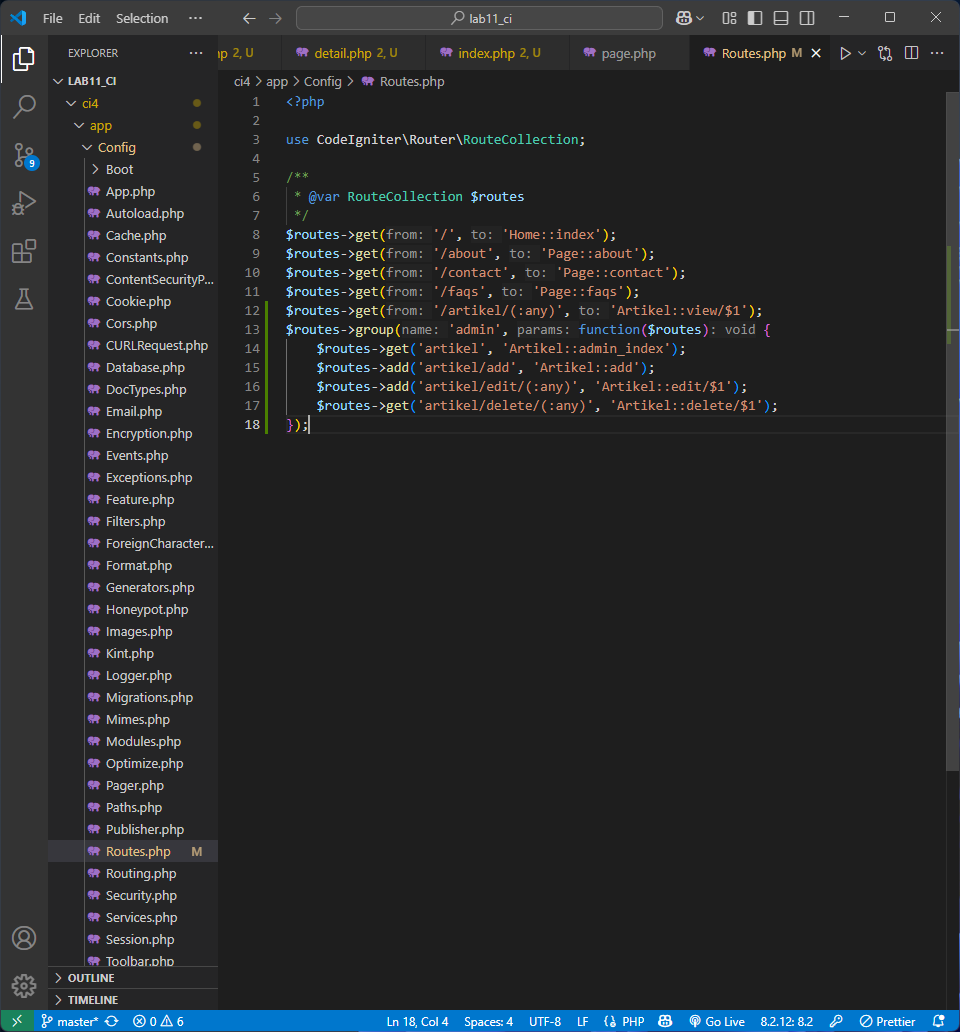 File Edit Selection ··· lab11_ci
EXPLORER ···
LAB11_CI
ci4
app
Config
Boot
App.php
Autoload.php
Cache.php
Constants.php
ContentSecurityP...
Cookie.php
Cors.php
CURLRequest.php
Database.php
DocTypes.php
Email.php
Encryption.php
Events.php
Exceptions.php
Feature.php
Filters.php
ForeignCharacter...
Format.php
Generators.php
Honeypot.php
Images.php
Kint.php
Logger.php
Migrations.php
Mimes.php
Modules.php
Optimize.php
Pager.php
Paths.php
Publisher.php
Routes.php M
Routing.php
Security.php
Services.php
Session.php
Toolbar.php
OUTLINE
TIMELINE
9
np 2, U detail.php 2, U index.php 2, U page.php Routes.php M
ci4 > app > Config > Routes.php
1 <?php
2
3 use CodeIgniter\Router\RouteCollection;
4
5 /**
6 * @var RouteCollection $routes
7 */
8 $routes->get(from: '/', to: 'Home::index');
9 $routes->get(from: '/about', to: 'Page::about');
10 $routes->get(from: '/contact', to: 'Page::contact');
11 $routes->get(from: '/faqs', to: 'Page::faqs');
12 $routes->get(from: '/artikel/(:any)', to: 'Artikel::view/$1');
13 $routes->group(name: 'admin', params: function($routes): void {
14 $routes->get('artikel', 'Artikel::admin_index');
15 $routes->add('artikel/add', 'Artikel::add');
16 $routes->add('artikel/edit/(:any)', 'Artikel::edit/$1');
17 $routes->get('artikel/delete/(:any)', 'Artikel::delete/$1');
18 });
master* 0 6 Ln 18, Col 4 Spaces: 4 UTF-8 LF {} PHP Go Live 8.2.12: 8.2 Prettier